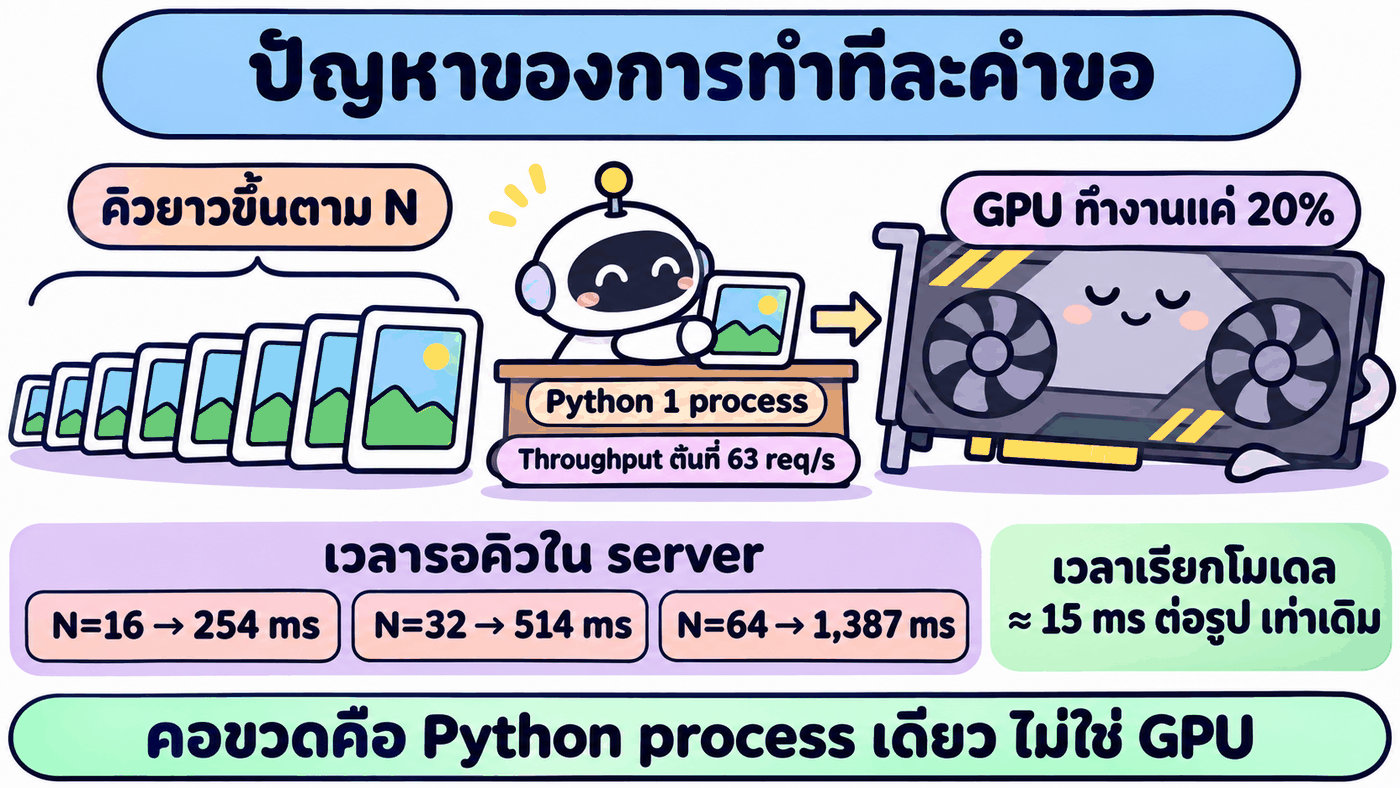 ปัญหาของการทำทีละคำขอ
คิวยาวขึ้นตาม N
GPU ทำงานแค่ 20%
Python 1 process
Throughput ตันที่ 63 req/s
เวลารอคิวใน server
N=16 → 254 ms
N=32 → 514 ms
N=64 → 1,387 ms
เวลาเรียกโมเดล
≈ 15 ms ต่อรูป เท่าเดิม
คอขวดคือ Python process เดียว ไม่ใช่ GPU